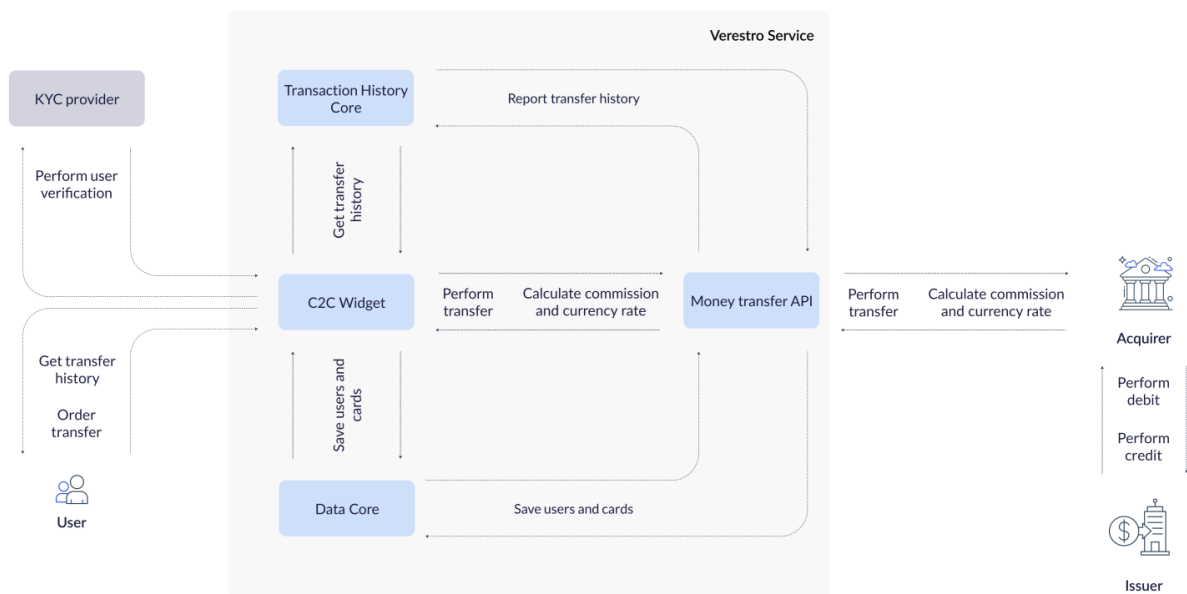 Verestro Service
KYC provider
Transaction History
Core
Report transfer history
Perform user
verification
Get transfer
history
C2C Widget
Perform
transfer
Calculate commission
and currency rate
Money transfer API
Perform
transfer
Calculate commission
and currency rate
Acquirer
Get transfer
history
Order
transfer
User
Save users and
cards
Perform
debit
Perform
credit
Data Core
Save users and cards
Issuer